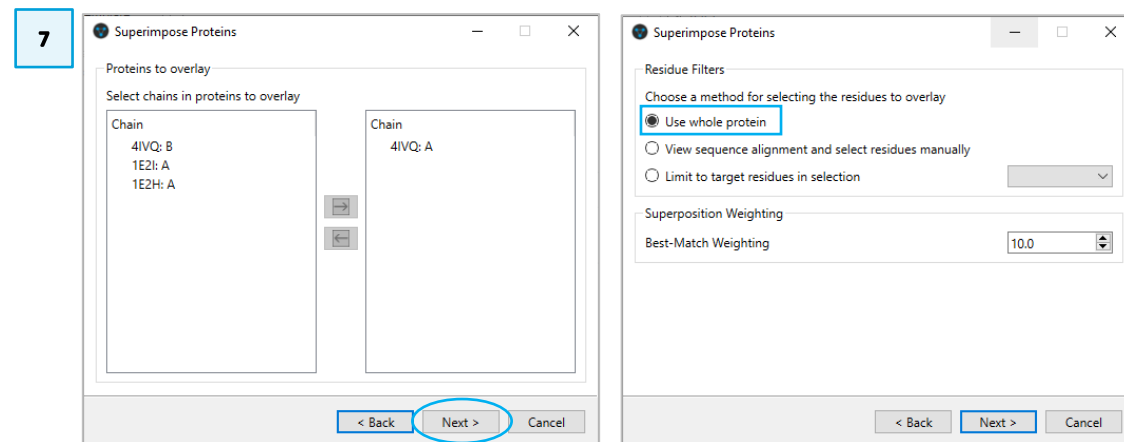 7
Superimpose Proteins
Proteins to overlay
Select chains in proteins to overlay
Chain
4IVQ: B
1E2I: A
1E2H: A
Chain
4IVQ: A
< Back
Next >
Cancel
Superimpose Proteins
Residue Filters
Choose a method for selecting the residues to overlay
Use whole protein
View sequence alignment and select residues manually
Limit to target residues in selection
Superposition Weighting
Best-Match Weighting
10.0
< Back
Next >
Cancel